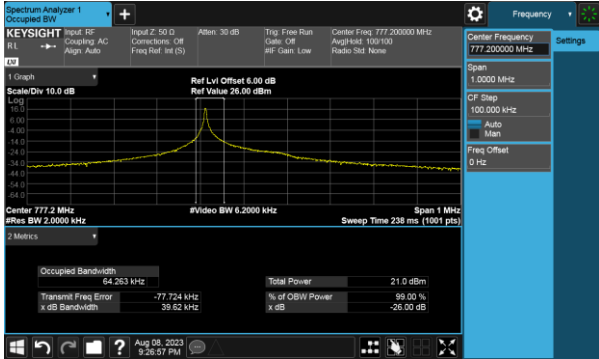 Spectrum Analyzer 1
Occupied BW
+
Frequency
KEYSIGHT
RL
Input: RF
Coupling: AC
Align: Auto
Input Z: 50 Ω
Corrections: Off
Freq Ref: Int (S)
Atten: 30 dB
Trig: Free Run
Gate: Off
#IF Gain: Low
Center Freq: 777.200000 MHz
Avg|Hold: 100/100
Radio Std: None
Center Frequency
777.200000 MHz
Settings
Span
1.0000 MHz
CF Step
100.000 kHz
Auto
Man
Freq Offset
0 Hz
1 Graph
Scale/Div 10.0 dB
Ref Lvl Offset 6.00 dB
Ref Value 26.00 dBm
Log
16.0
6.00
-4.00
-14.0
-24.0
-34.0
-44.0
-54.0
-64.0
Center 777.2 MHz
#Res BW 2.0000 kHz
#Video BW 6.2000 kHz
Span 1 MHz
Sweep Time 238 ms (1001 pts)
2 Metrics
Occupied Bandwidth
64.263 kHz
Total Power 21.0 dBm
Transmit Freq Error -77.724 kHz
% of OBW Power 99.00 %
x dB Bandwidth 39.62 kHz
x dB -26.00 dB
?
Aug 08, 2023
9:26:57 PM